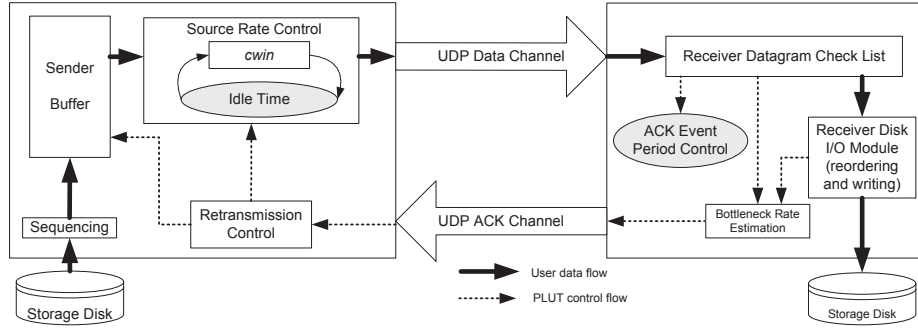 Source Rate Control
cwin
Idle Time
Sender
Buffer
Sequencing
Storage Disk
Retransmission
Control
UDP Data Channel
UDP ACK Channel
User data flow
PLUT control flow
Receiver Datagram Check List
ACK Event
Period Control
Receiver Disk
I/O Module
(reordering
and writing)
Bottleneck Rate
Estimation
Storage Disk